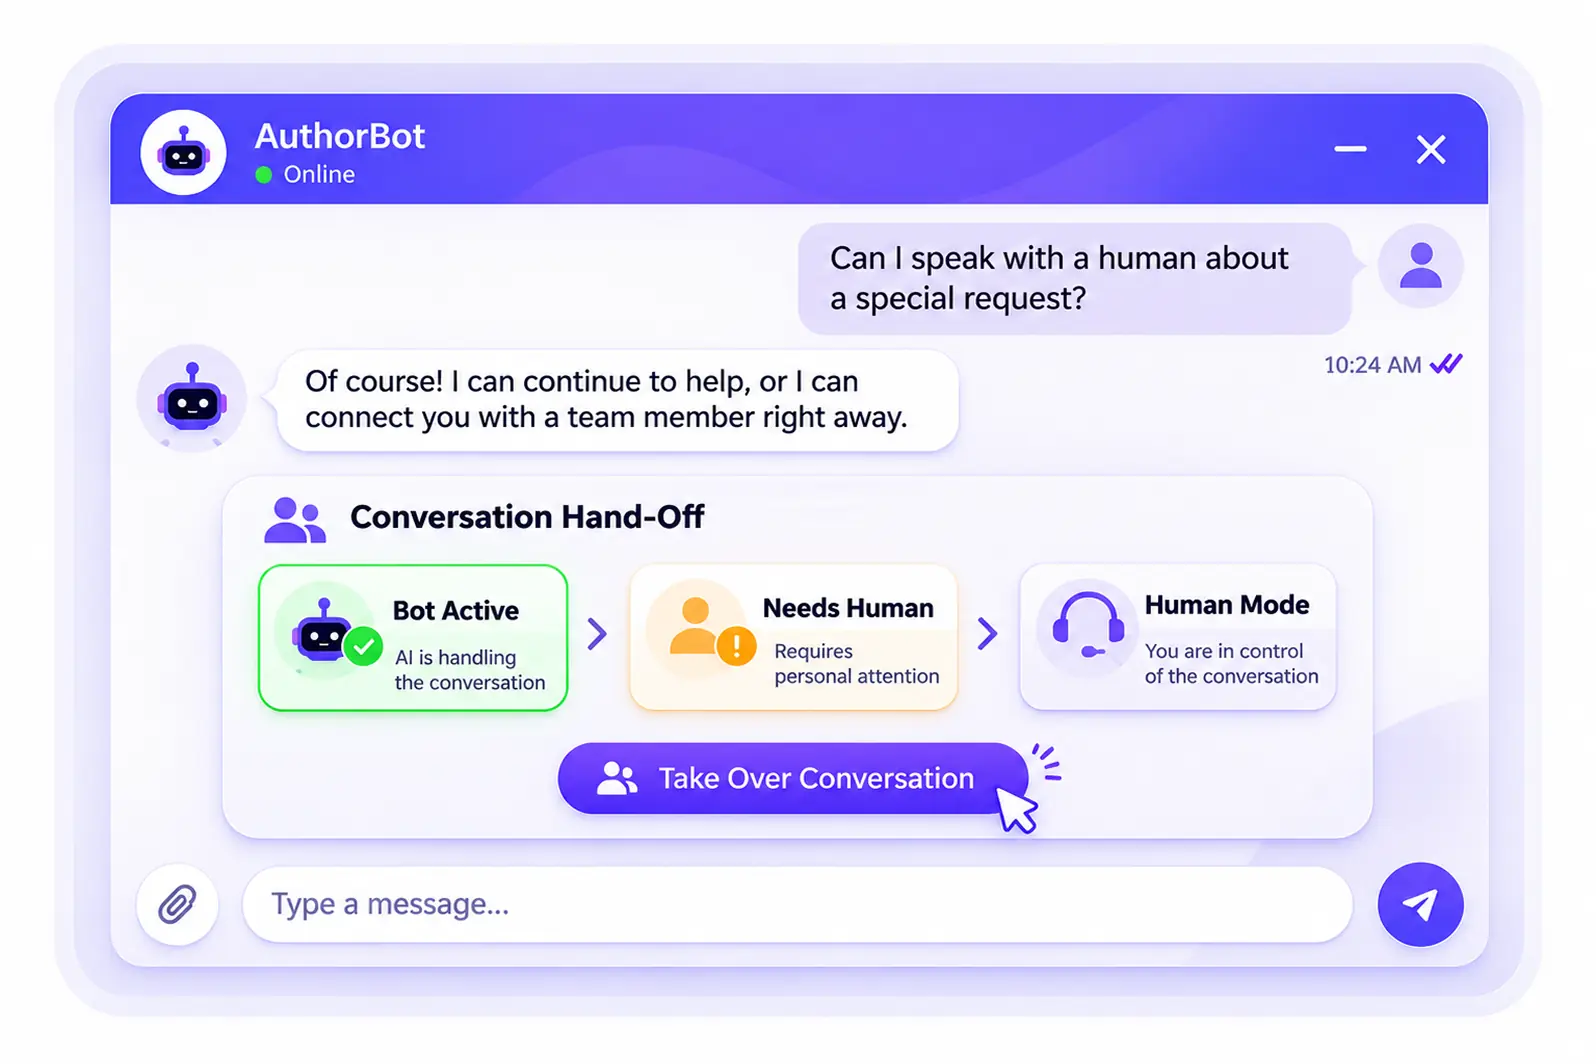 AuthorBot
Online
Can I speak with a human about
a special request?
10:24 AM
Of course! I can continue to help, or I can
connect you with a team member right away.
Conversation Hand-Off
Bot Active
AI is handling
the conversation
Needs Human
Requires
personal attention
Human Mode
You are in control
of the conversation
Take Over Conversation
Type a message...